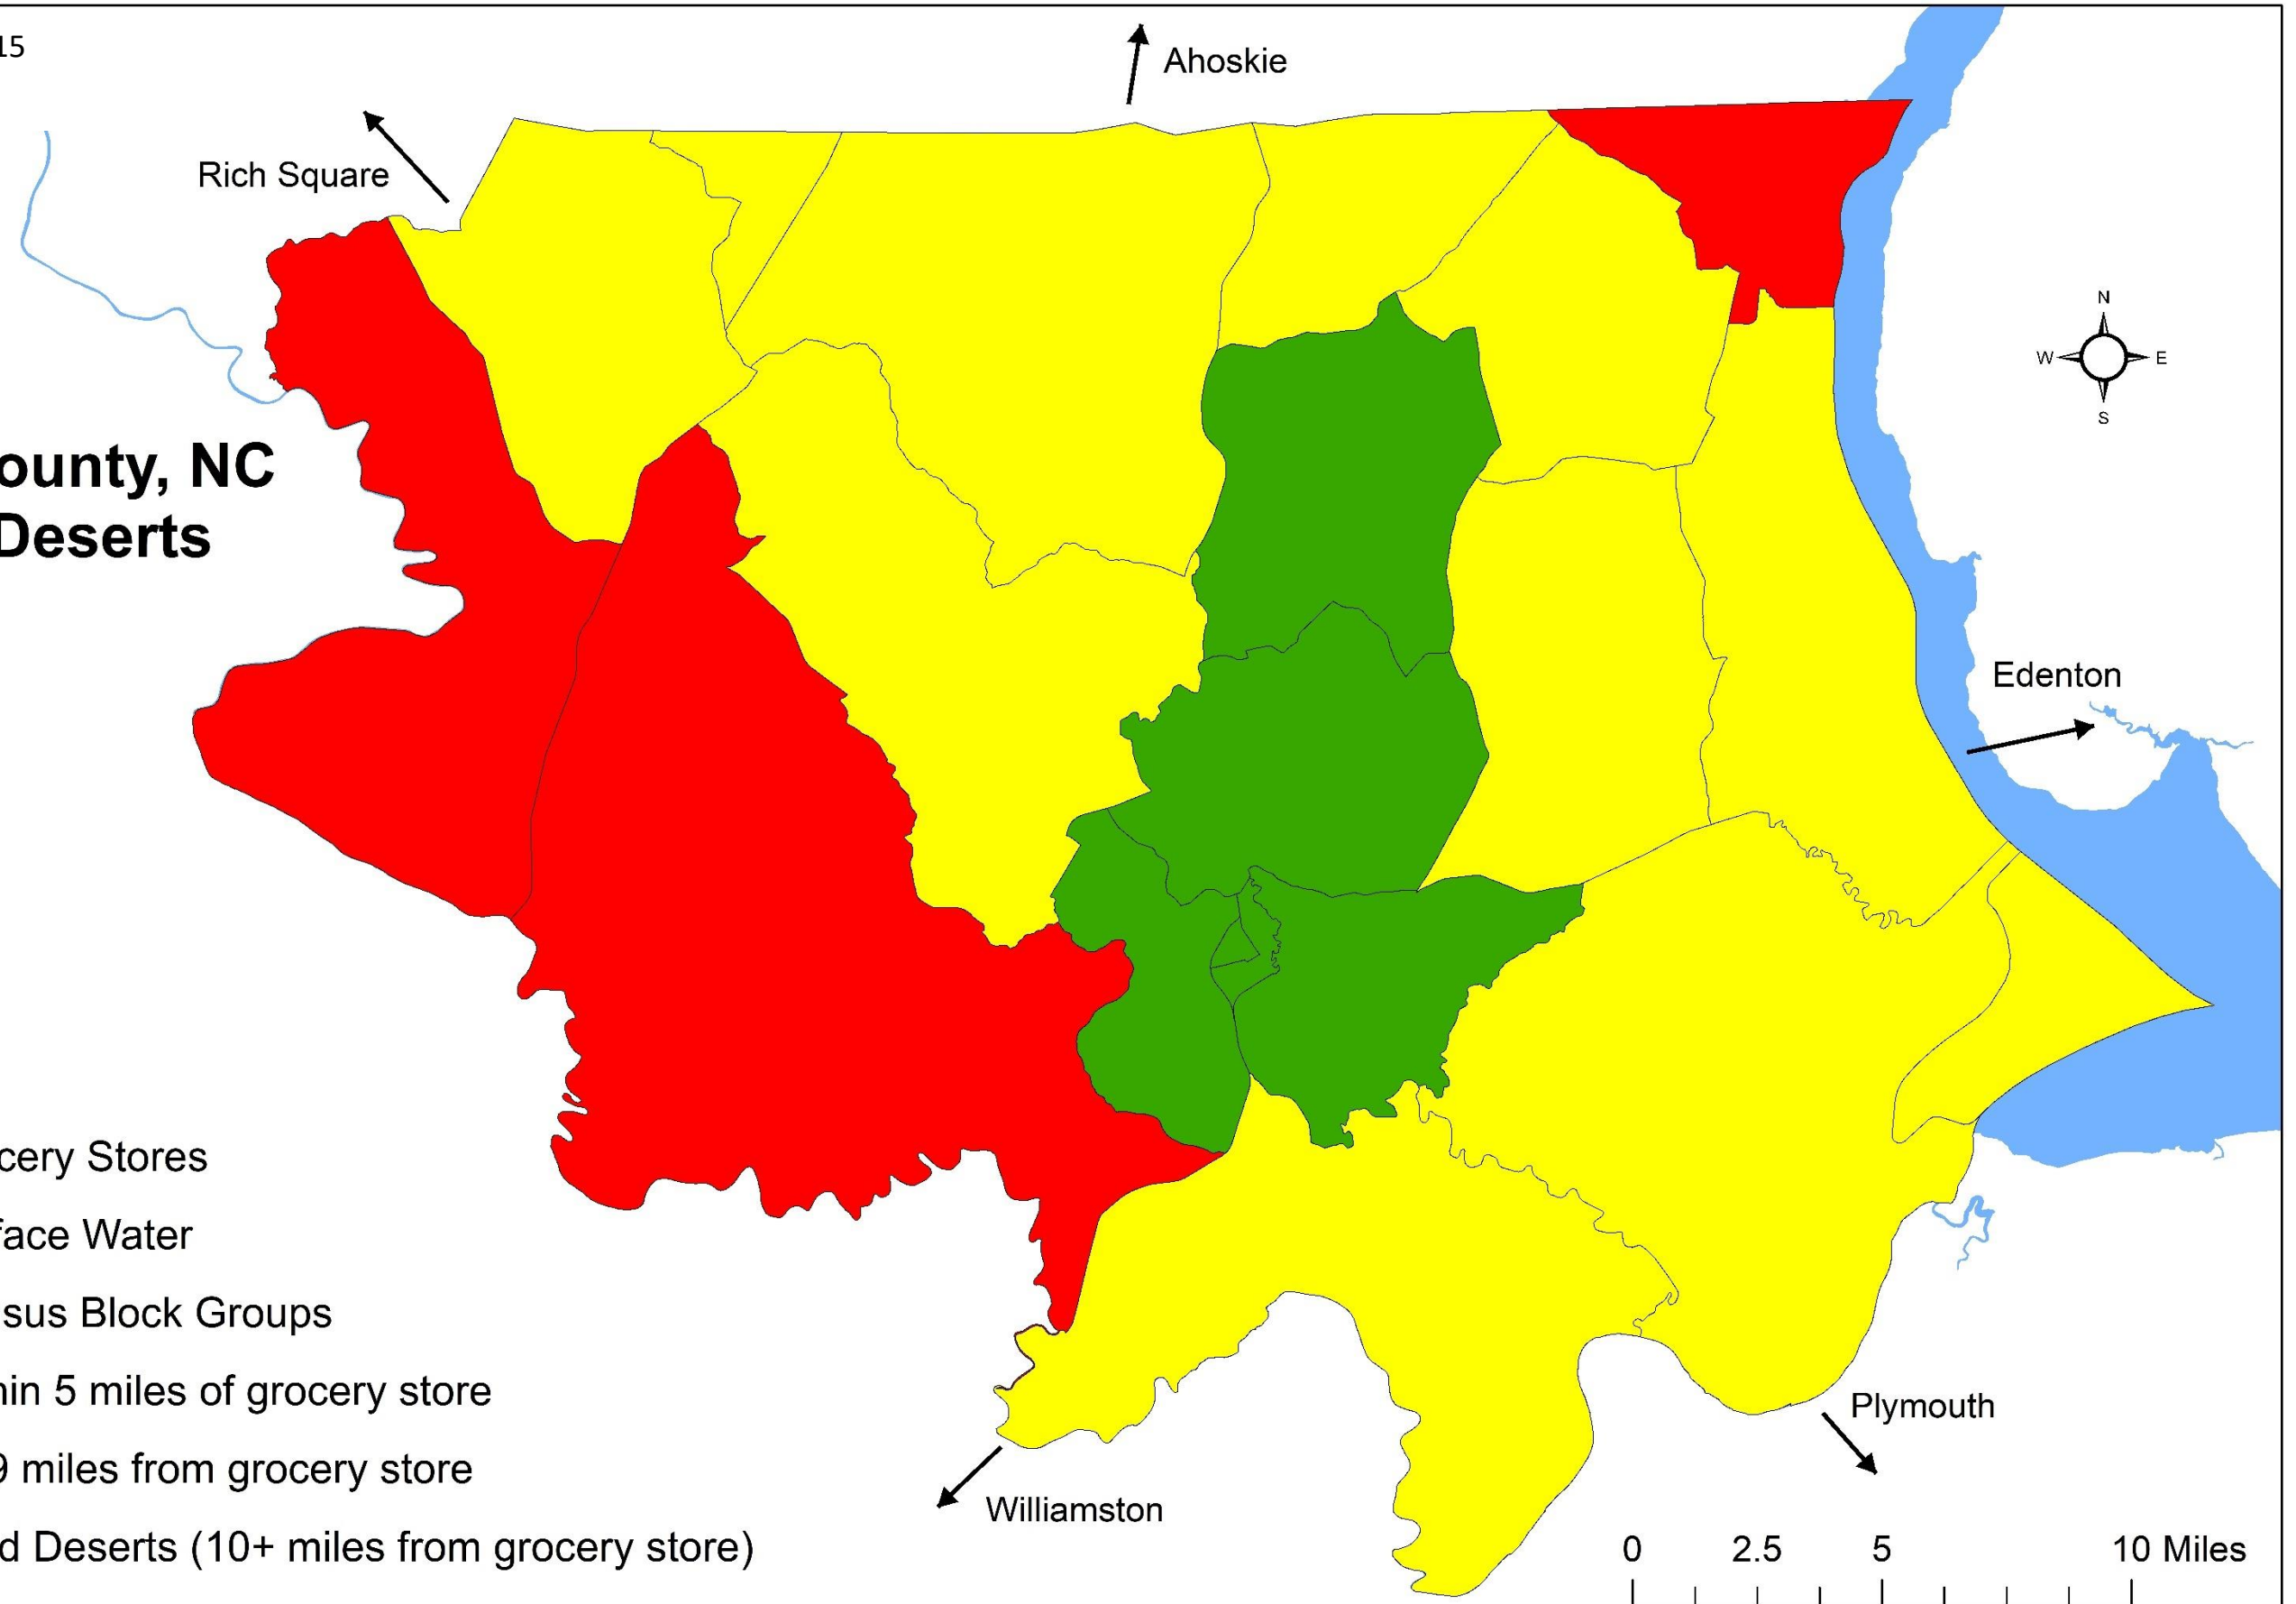 15
Ahoskie
Rich Square
N
W E
S
ounty, NC
Deserts
Edenton
cery Stores
face Water
sus Block Groups
hin 5 miles of grocery store
9 miles from grocery store
d Deserts (10+ miles from grocery store)
Plymouth
Williamston
0 2.5 5 10 Miles